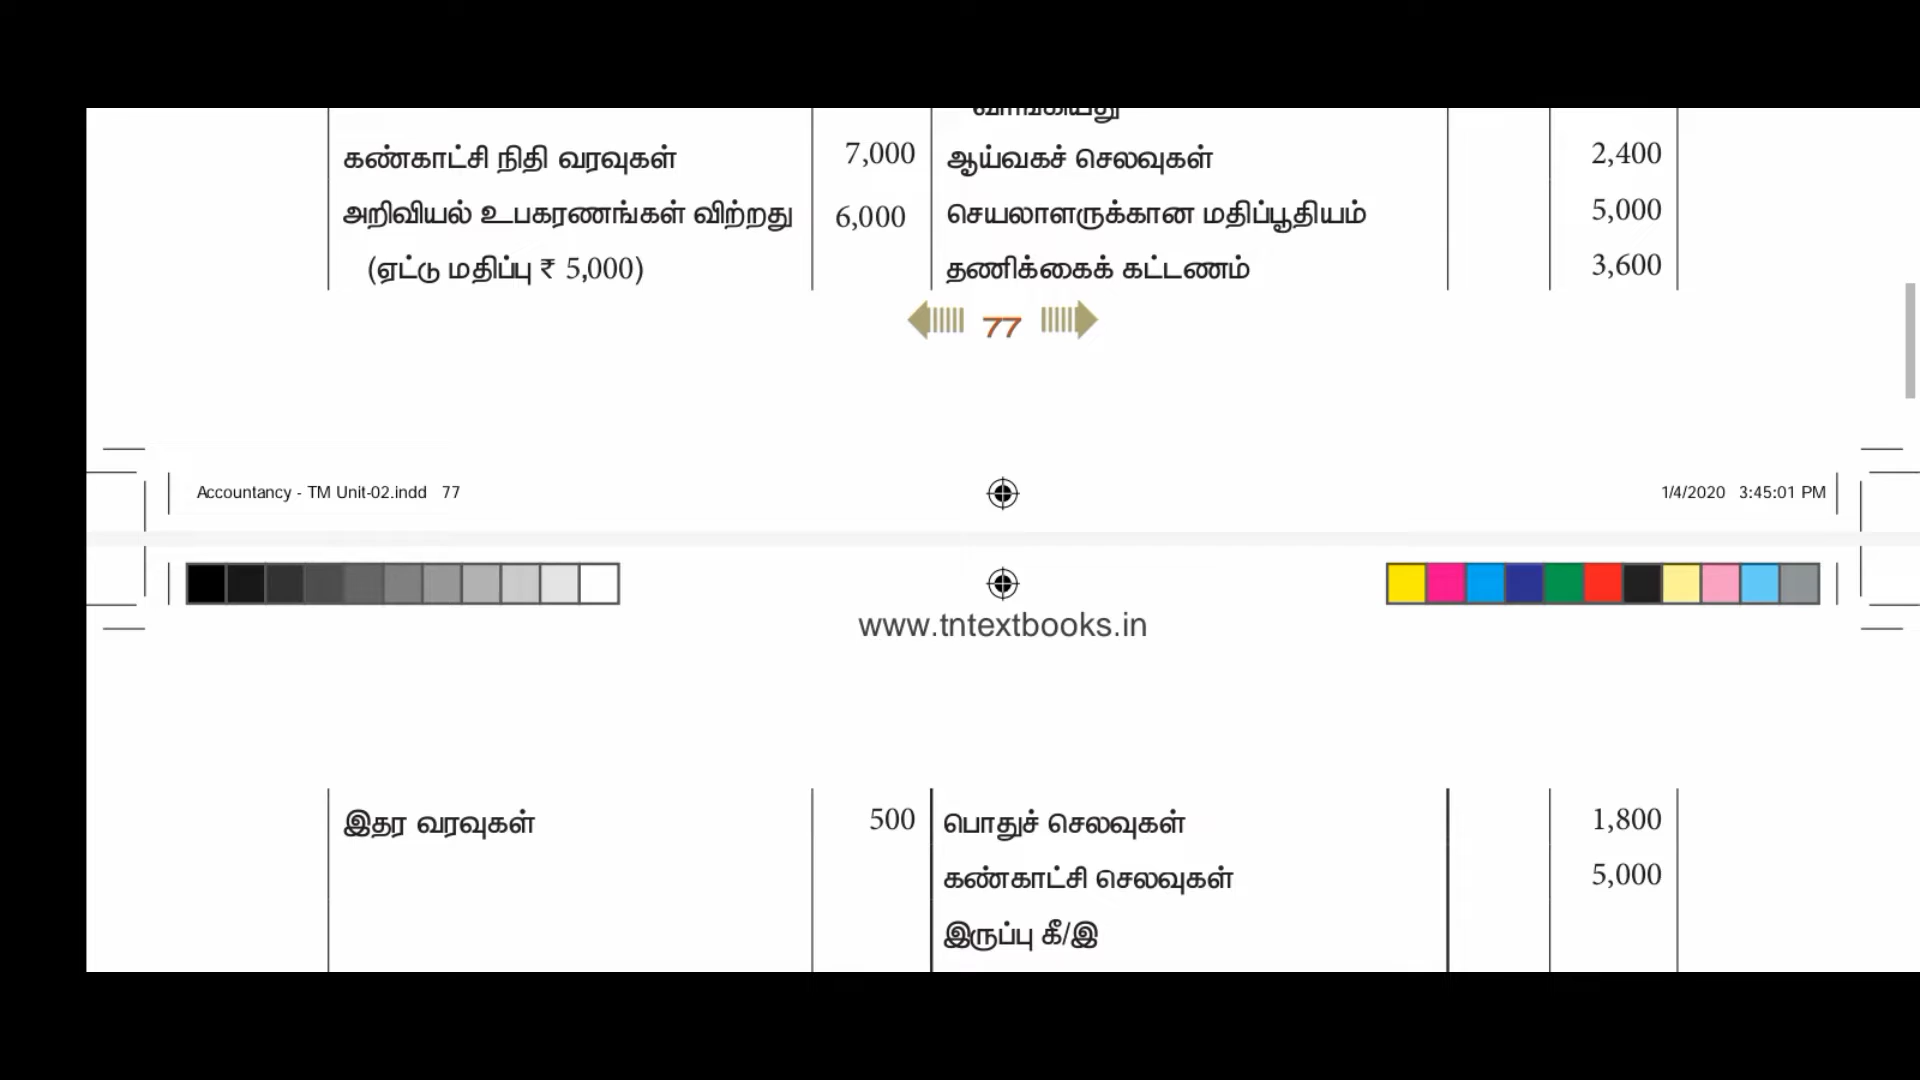 வாங்கியது
கண்காட்சி நிதி வரவுகள் 7,000 ஆய்வகச் செலவுகள் 2,400
அறிவியல் உபகரணங்கள் விற்றது 6,000 செயலாளருக்கான மதிப்பூதியம் 5,000
(ஏட்டு மதிப்பு ₹ 5,000) தணிக்கைக் கட்டணம் 3,600
77
Accountancy - TM Unit-02.indd 77 1/4/2020 3:45:01 PM
www.tntextbooks.in
இதர வரவுகள் 500 பொதுச் செலவுகள் 1,800
கண்காட்சி செலவுகள் 5,000
இருப்பு கீ/இ